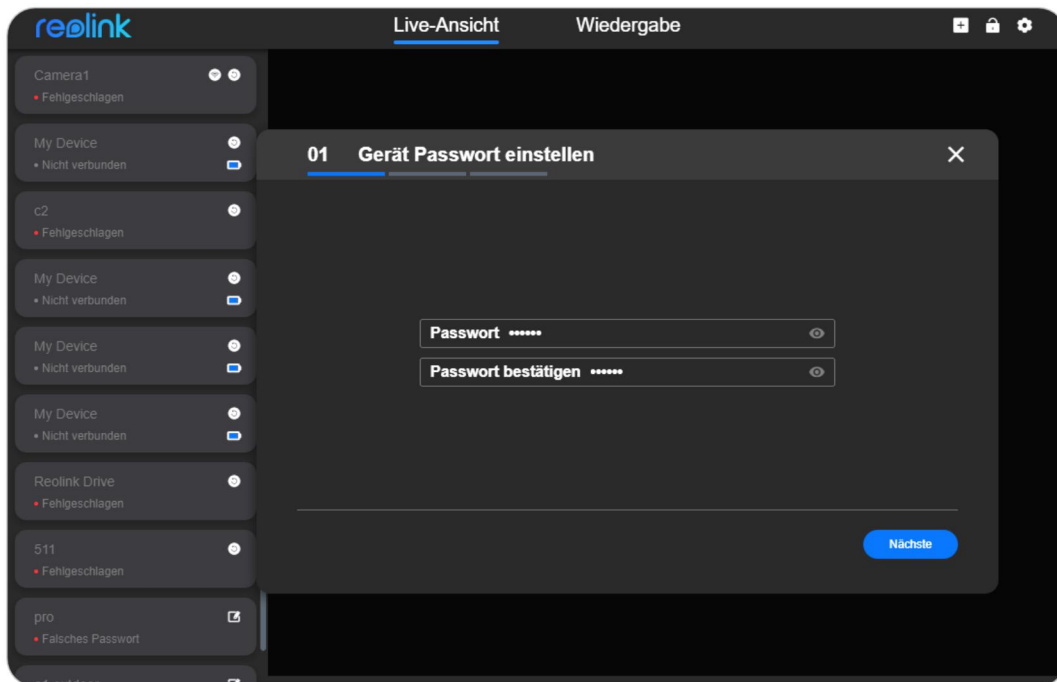 reolink
Live-Ansicht
Wiedergabe
Camera1
Fehlgeschlagen
My Device
Nicht verbunden
c2
Fehlgeschlagen
My Device
Nicht verbunden
My Device
Nicht verbunden
My Device
Nicht verbunden
Reolink Drive
Fehlgeschlagen
511
Fehlgeschlagen
pro
Falsches Passwort
01 Gerät Passwort einstellen
Passwort ••••••
Passwort bestätigen ••••••
Nächste